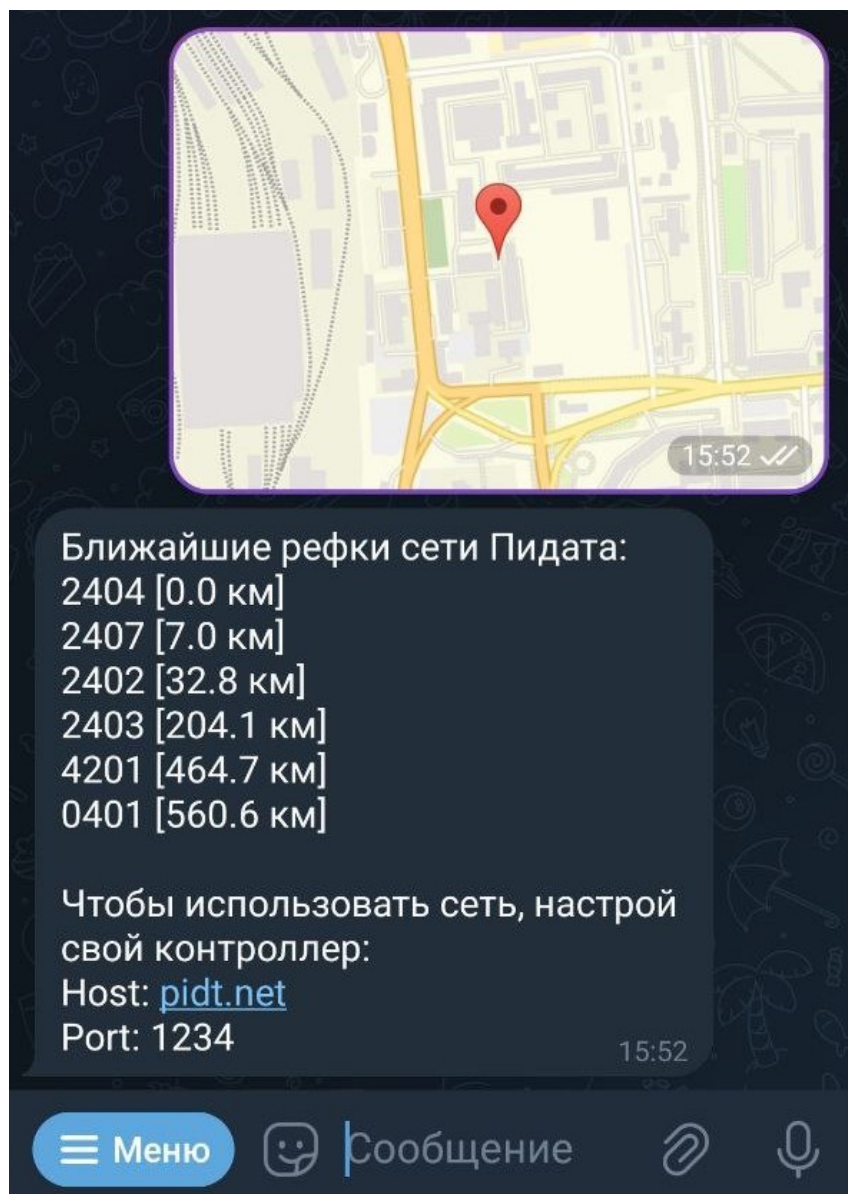 15:52
Ближайшие рефки сети Пидата:
2404 [0.0 км]
2407 [7.0 км]
2402 [32.8 км]
2403 [204.1 км]
4201 [464.7 км]
0401 [560.6 км]
Чтобы использовать сеть, настрой
свой контроллер:
Host: pidt.net
Port: 1234
15:52
Меню
Сообщение